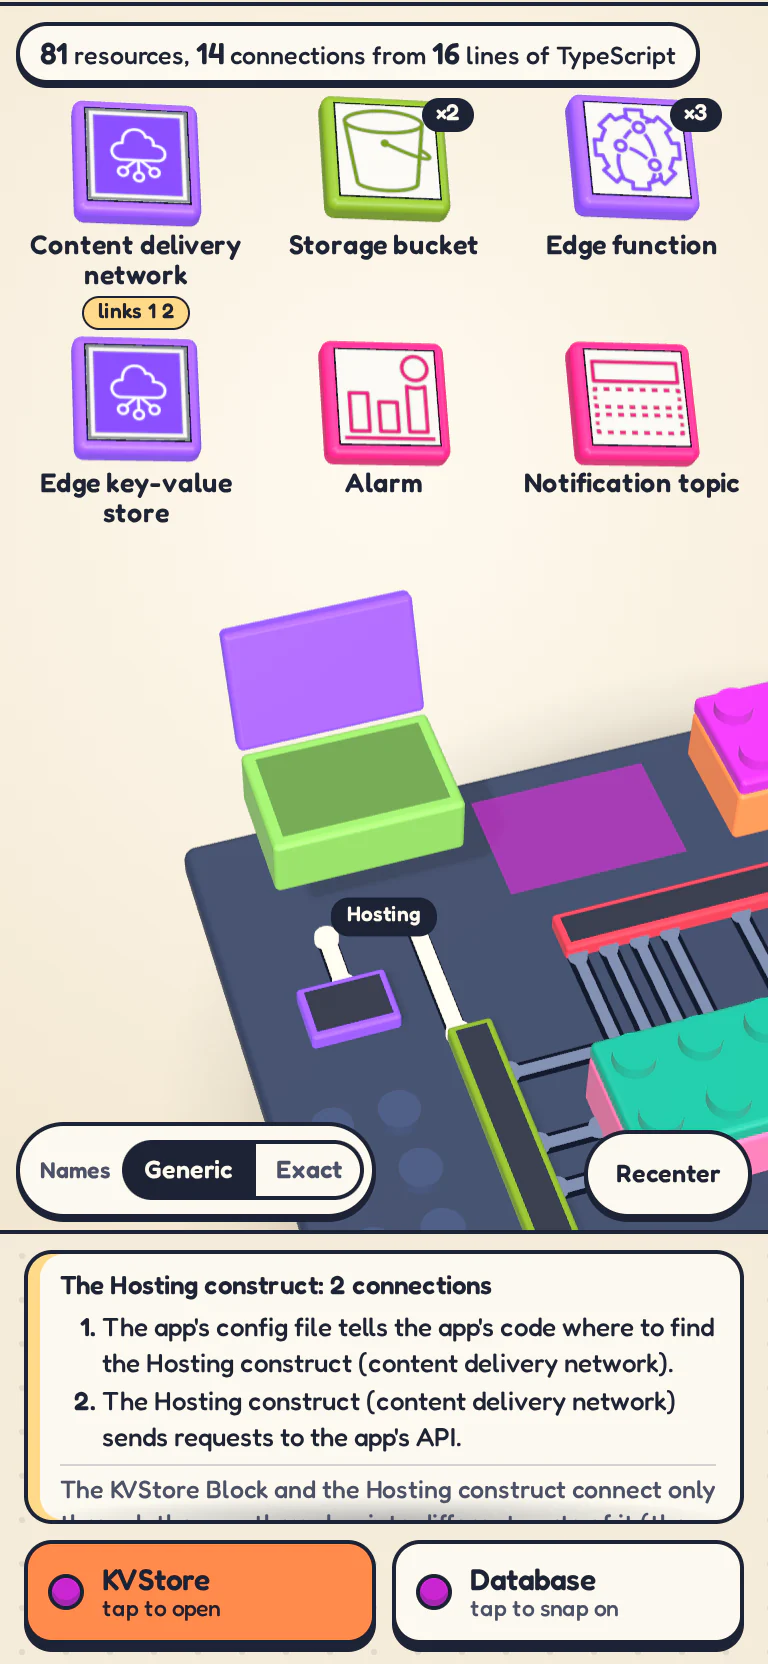 81 resources, 14 connections from 16 lines of TypeScript
x2
x3
Content delivery
network
Storage bucket
Edge function
links 1 2
Edge key-value
store
Alarm
Notification topic
Hosting
Names
Generic
Exact
Recenter
The Hosting construct: 2 connections
1. The app's config file tells the app's code where to find
the Hosting construct (content delivery network).
2. The Hosting construct (content delivery network)
sends requests to the app's API.
The KVStore Block and the Hosting construct connect only
KVStore
tap to open
Database
tap to snap on